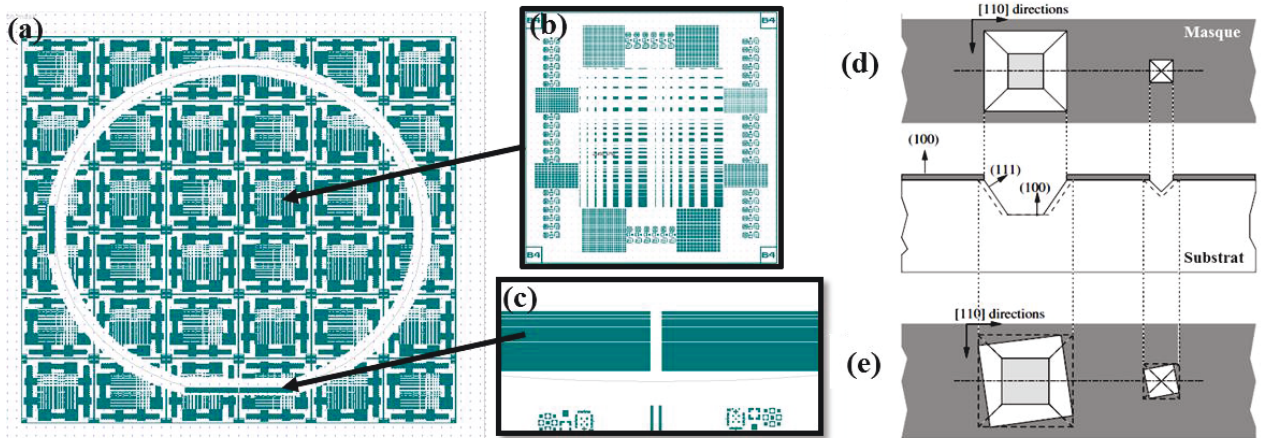 (a)
(b)
B4 B4
B4 B4
(c)
(d)
[110] directions
Masque
(100)
(111)
(100)
Substrat
(e)
[110] directions